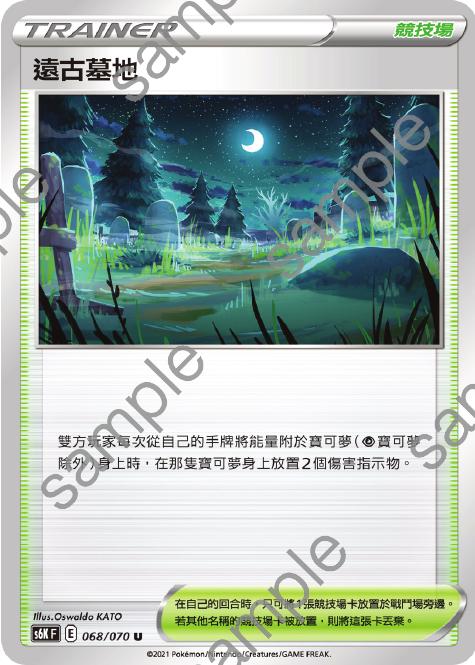 TRAINER
競技場
遠古墓地
雙方玩家每次從自己的手牌將能量附於寶可夢(超寶可夢
除外)身上時,在那隻寶可夢身上放置2個傷害指示物。
Illus.Oswaldo KATO
s6K F E 068/070 U
在自己的回合時,只可將1張競技場卡放置於戰鬥場旁邊。
若其他名稱的競技場卡被放置,則將這張卡丟棄。
©2021 Pokémon/Nintendo/Creatures/GAME FREAK.
sample
sample
sample
sample
sample
sample
sample
sample